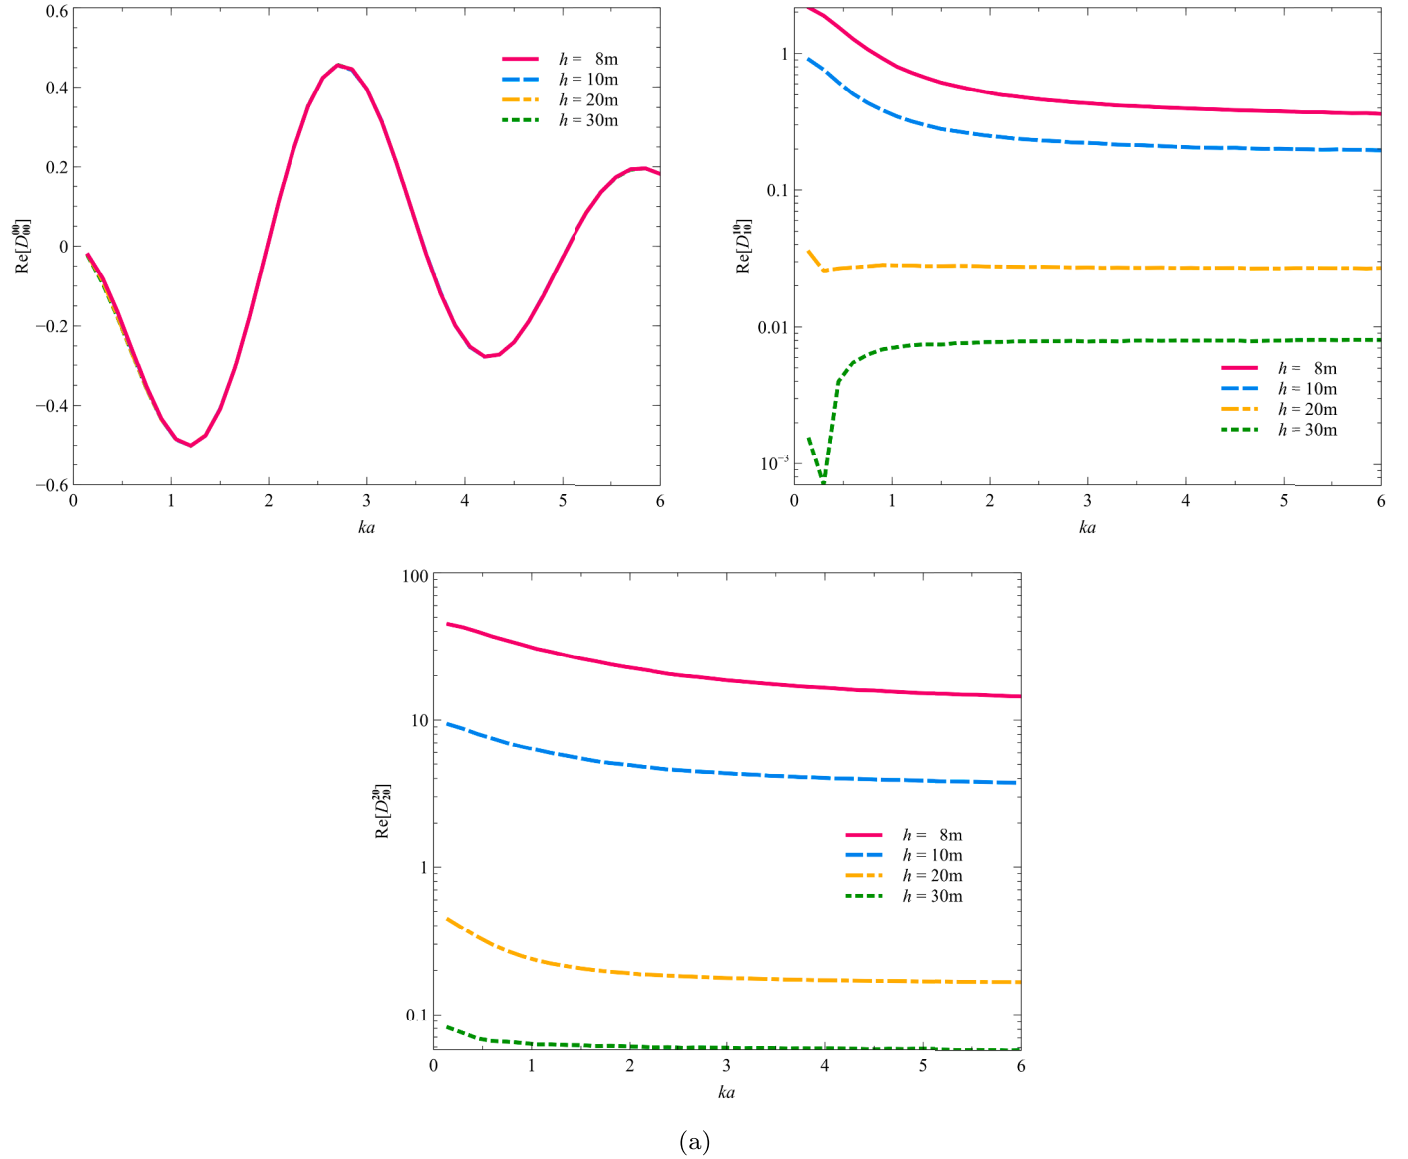 0.6
0.4
0.2
0
−0.2
−0.4
−0.6
Re[D^{00}_{00}]
h = 8m
h = 10m
h = 20m
h = 30m
0 1 2 3 4 5 6
ka
1
0.1
0.01
10^{−3}
Re[D^{10}_{10}]
h = 8m
h = 10m
h = 20m
h = 30m
0 1 2 3 4 5 6
ka
100
10
1
0.1
Re[D^{20}_{20}]
h = 8m
h = 10m
h = 20m
h = 30m
0 1 2 3 4 5 6
ka
(a)